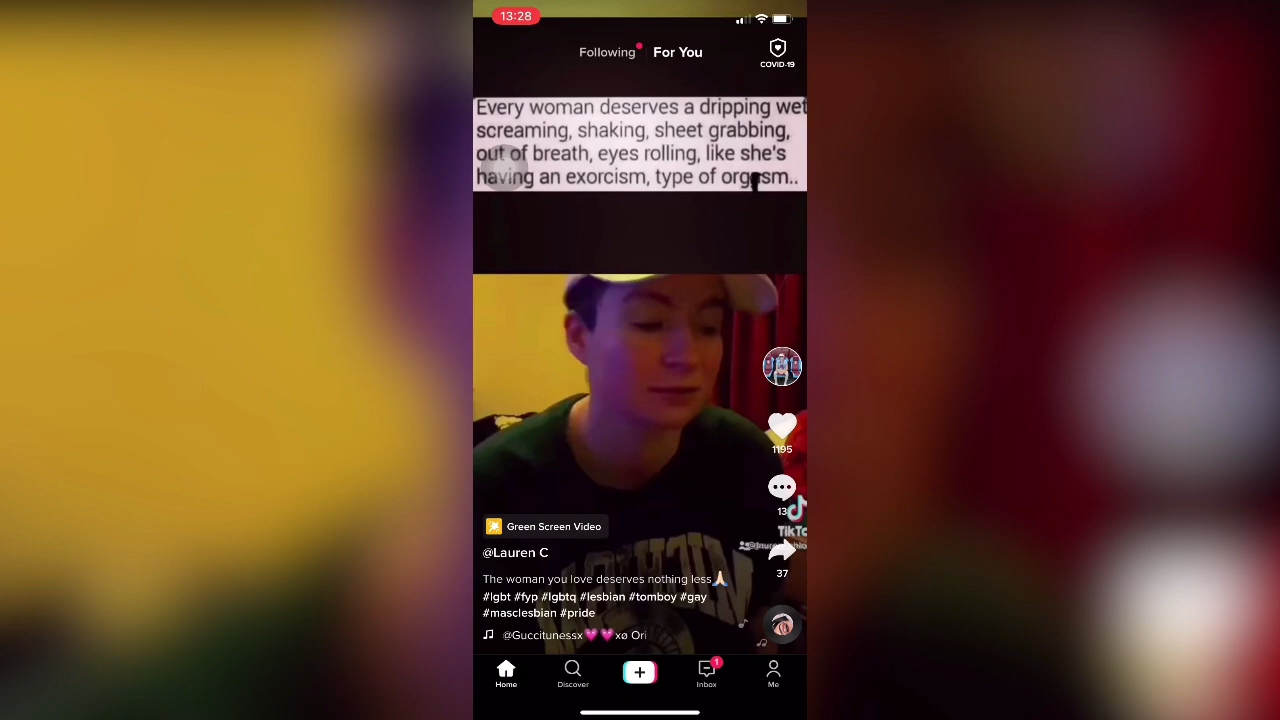 13:28
Following
For You
COVID-19
Every woman deserves a dripping wet
screaming, shaking, sheet grabbing,
out of breath, eyes rolling, like she's
having an exorcism, type of orgasm..
1195
Green Screen Video
13
TikTo
@Lauren C
37
The woman you love deserves nothing less🙏🏻
#lgbt #fyp #lgbtq #lesbian #tomboy #gay
#masclesbian #pride
@Guccitunessx💗💗xø Ori
Home
Discover
1
Inbox
Me